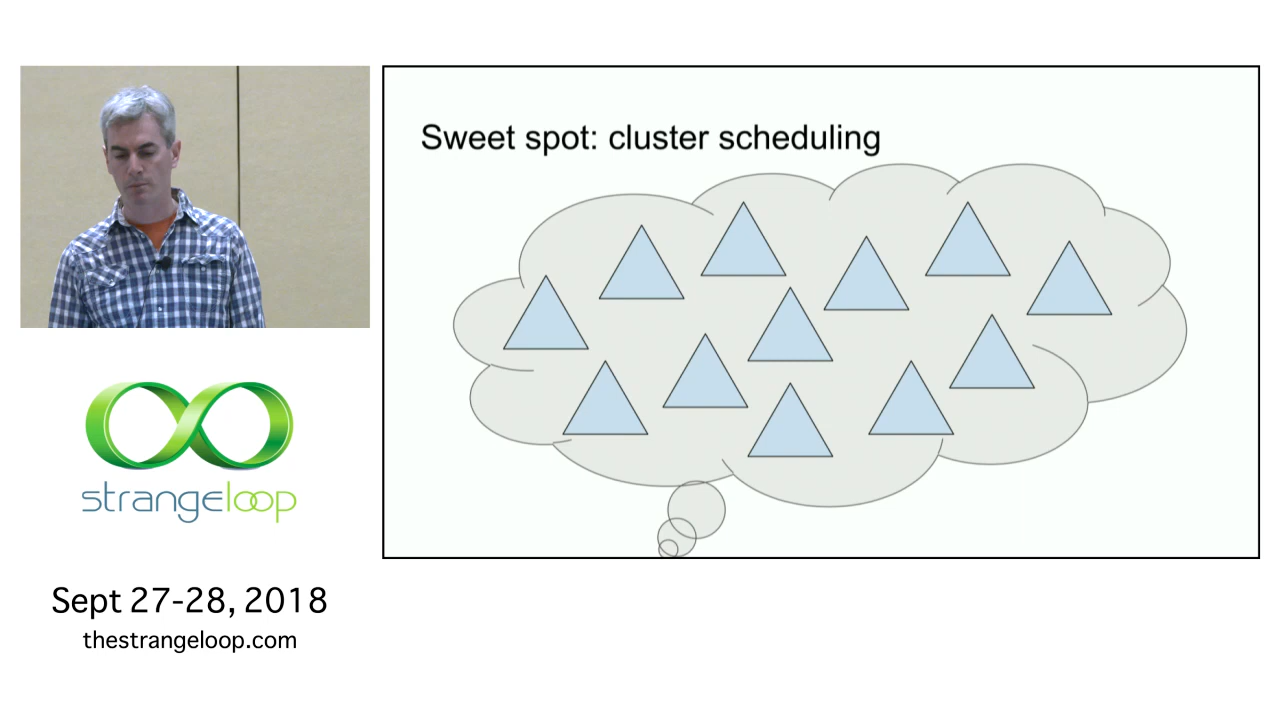 Sweet spot: cluster scheduling
strangeloop
Sept 27-28, 2018
thestrangeloop.com